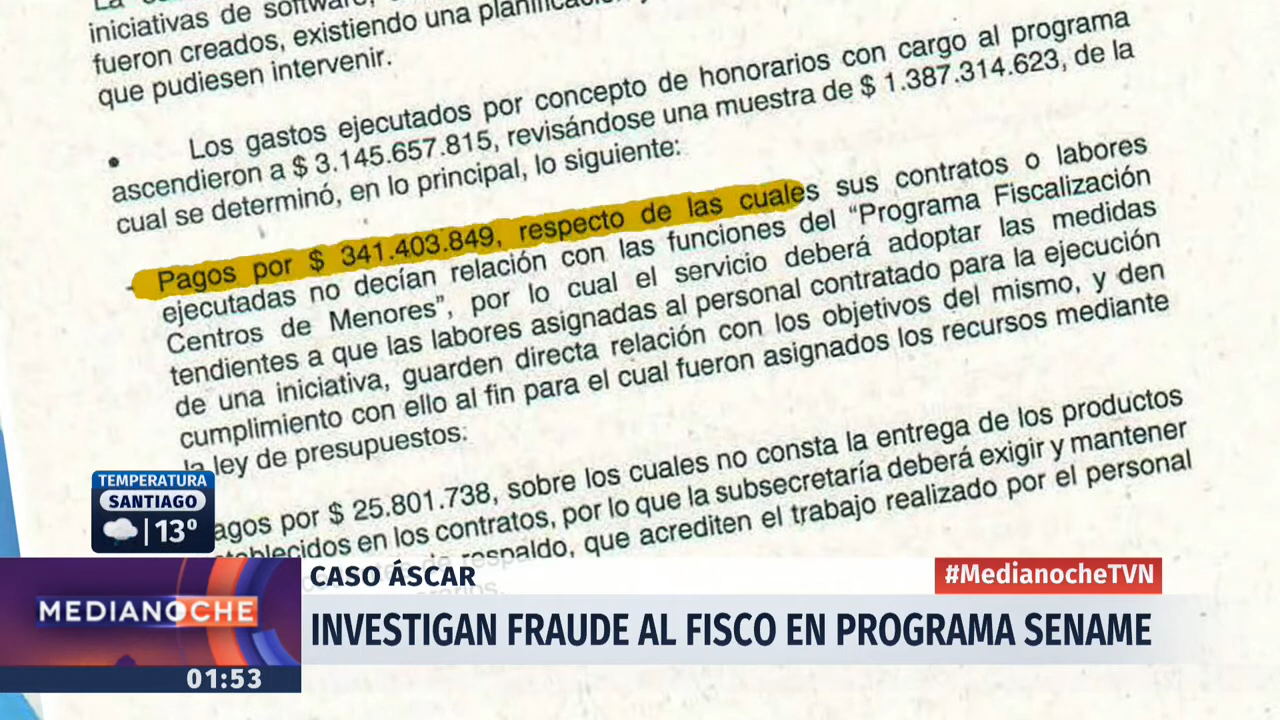 iniciativas de software,
fueron creados, existiendo una planificación y
que pudiesen intervenir.
• Los gastos ejecutados por concepto de honorarios con cargo al programa
ascendieron a $ 3.145.657.815, revisándose una muestra de $ 1.387.314.623, de la
cual se determinó, en lo principal, lo siguiente:
- Pagos por $ 341.403.849, respecto de las cuales sus contratos o labores
ejecutadas no decían relación con las funciones del "Programa Fiscalización
Centros de Menores", por lo cual el servicio deberá adoptar las medidas
tendientes a que las labores asignadas al personal contratado para la ejecución
de una iniciativa, guarden directa relación con los objetivos del mismo, y den
cumplimiento con ello al fin para el cual fueron asignados los recursos mediante
la ley de presupuestos:
agos por $ 25.801.738, sobre los cuales no consta la entrega de los productos
tablecidos en los contratos, por lo que la subsecretaría deberá exigir y mantener
de respaldo, que acrediten el trabajo realizado por el personal
TEMPERATURA
SANTIAGO
13º
CASO ÁSCAR
#MedianocheTVN
MEDIANOCHE
INVESTIGAN FRAUDE AL FISCO EN PROGRAMA SENAME
01:53